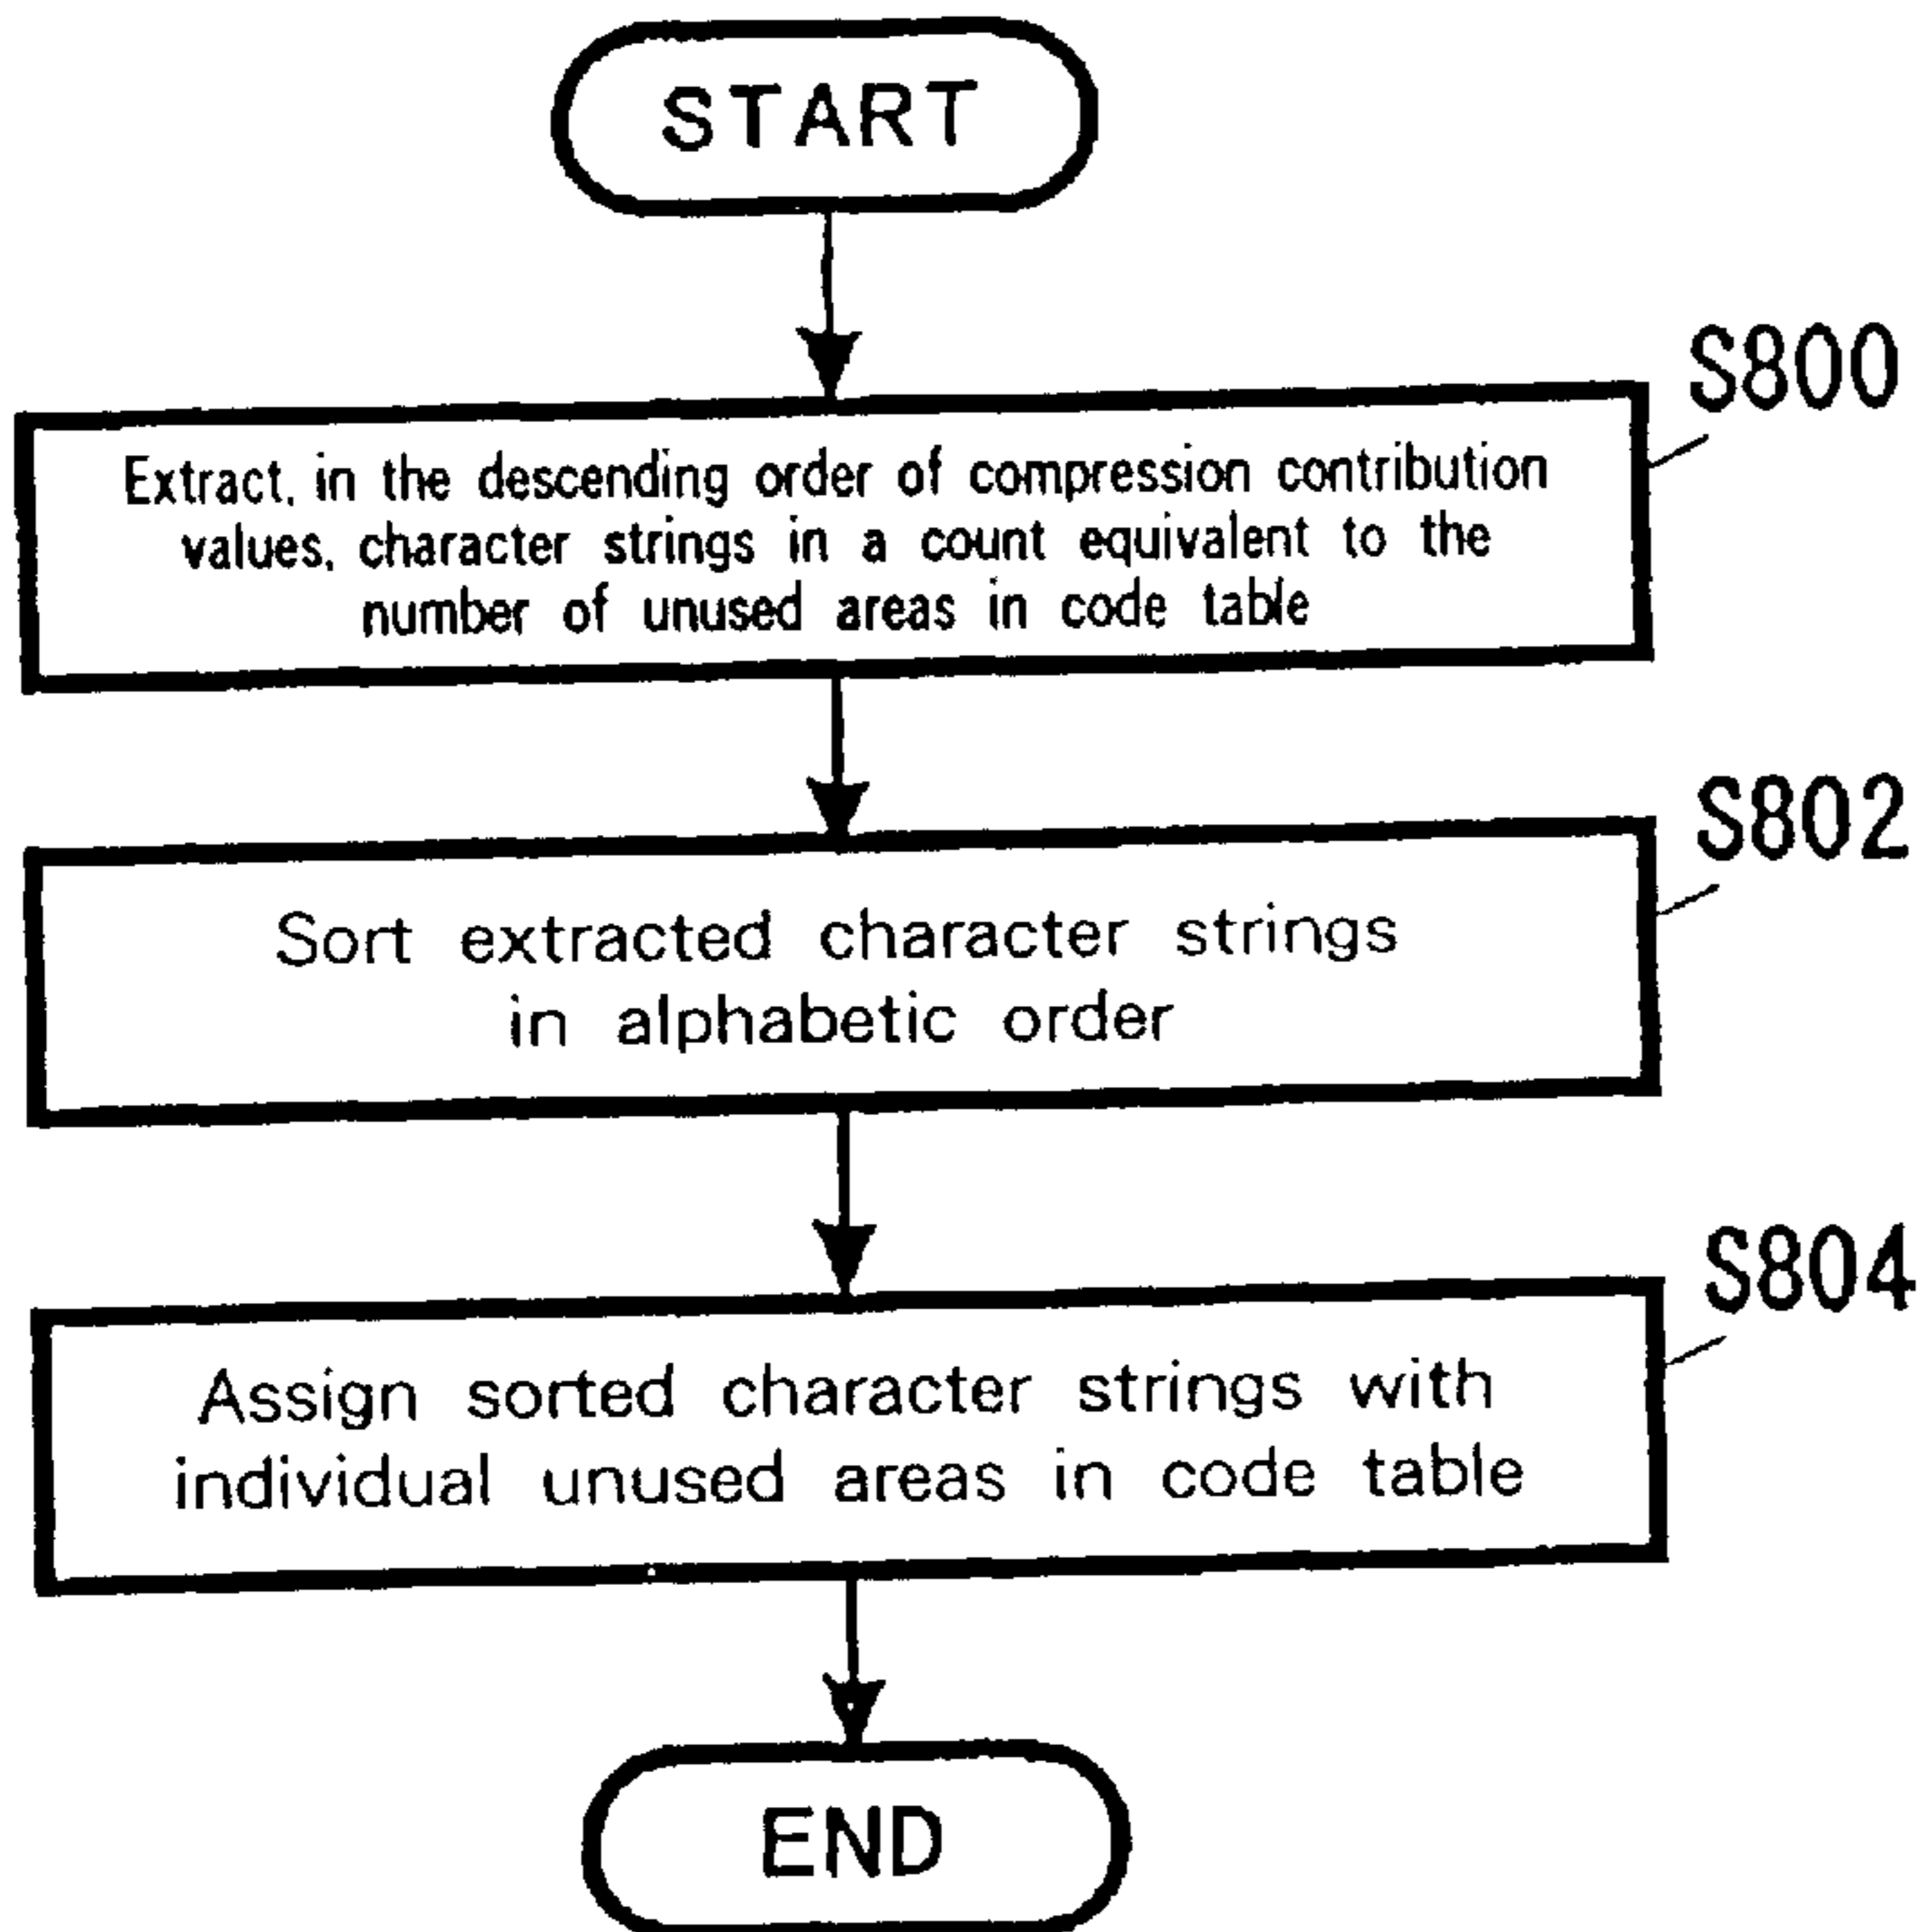 START
S800
Extract, in the descending order of compression contribution
values, character strings in a count equivalent to the
number of unused areas in code table
S802
Sort extracted character strings
in alphabetic order
S804
Assign sorted character strings with
individual unused areas in code table
END